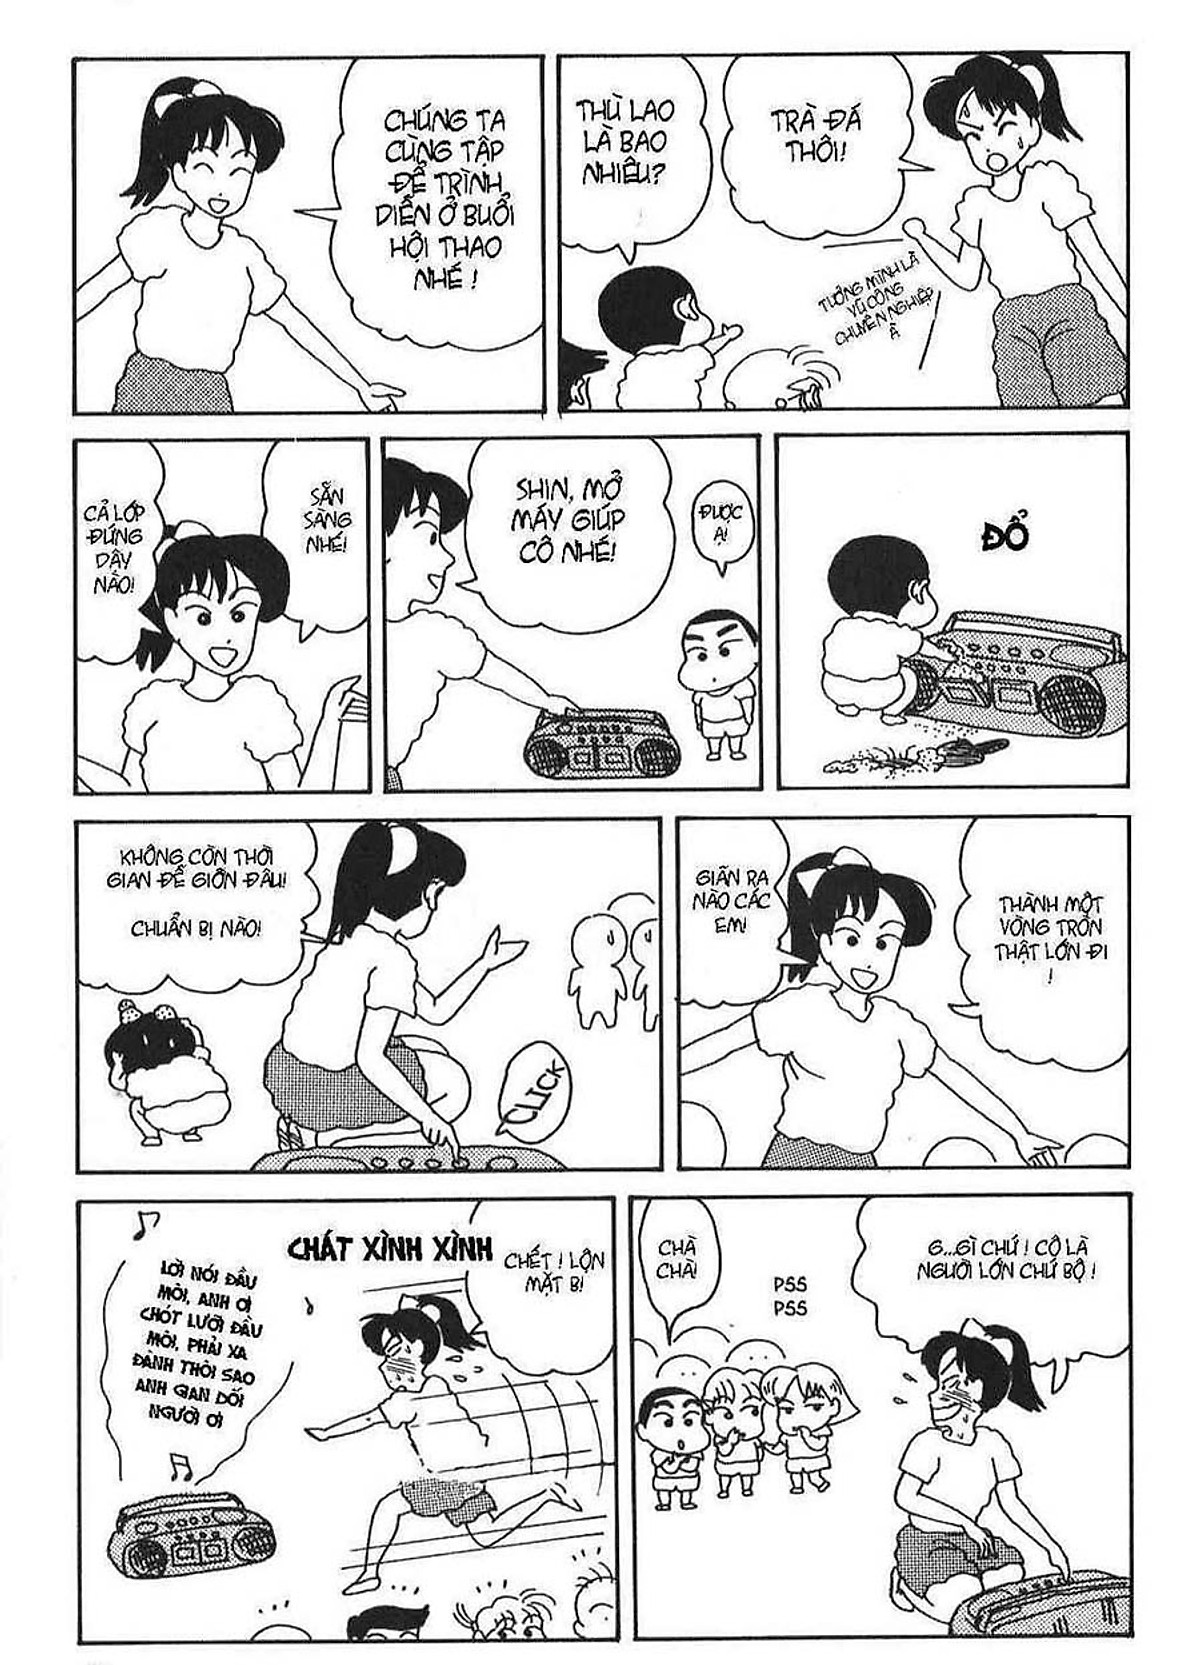 CHÚNG TA
CÙNG TẬP
ĐỂ TRÌNH
DIỄN Ở BUỔI
HỘI THAO
NHÉ !
THÙ LAO
LÀ BAO
NHIÊU?
TRÀ ĐÁ
THÔI!
TƯỞNG MÌNH LÀ
VŨ CÔNG
CHUYÊN NGHIỆP
À
CẢ LỚP
ĐỨNG
DẬY
NÀO!
SẴN
SÀNG
NHÉ!
SHIN, MỞ
MÁY GIÚP
CÔ NHÉ!
ĐƯỢC
Ạ!
ĐỔ
KHÔNG CÒN THỜI
GIAN ĐỂ GIỠN ĐÂU!
CHUẨN BỊ NÀO!
CLICK
GIÃN RA
NÀO CÁC
EM!
THÀNH MỘT
VÒNG TRÒN
THẬT LỚN ĐI
!
LỜI NÓI ĐẦU
MÔI, ANH ƠI
CHÓT LƯỠI ĐẦU
MÔI, PHẢI XA
ĐÀNH THÔI SAO
ANH GIAN DỐI
NGƯỜI ƠI
CHÁT XÌNH XÌNH
CHẾT ! LỘN
MẶT B!
CHÀ
CHÀ!
PSS
PSS
G...GÌ CHỨ ! CÔ LÀ
NGƯỜI LỚN CHỨ BỘ !